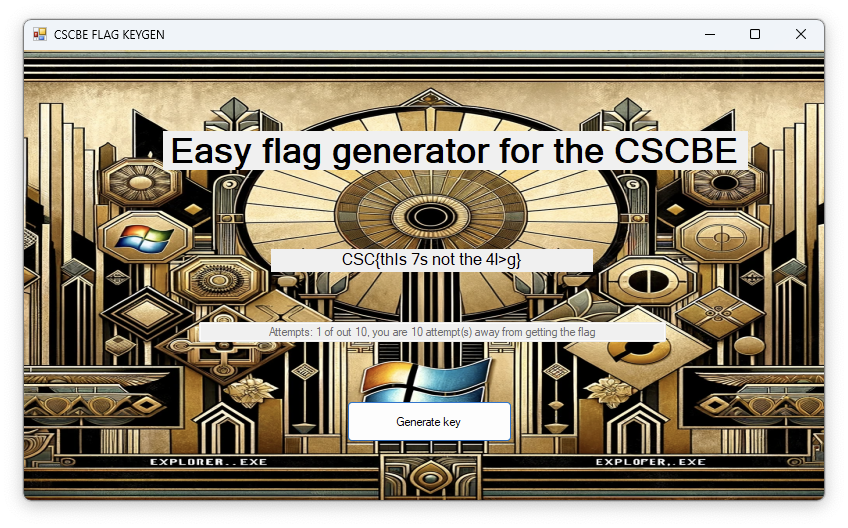 CSCBE FLAG KEYGEN
Easy flag generator for the CSCBE
CSC{thIs 7s not the 4l>g}
Attempts: 1 of out 10, you are 10 attempt(s) away from getting the flag
Generate key
EXPLORER..EXE
EXPLOFER,.EXE